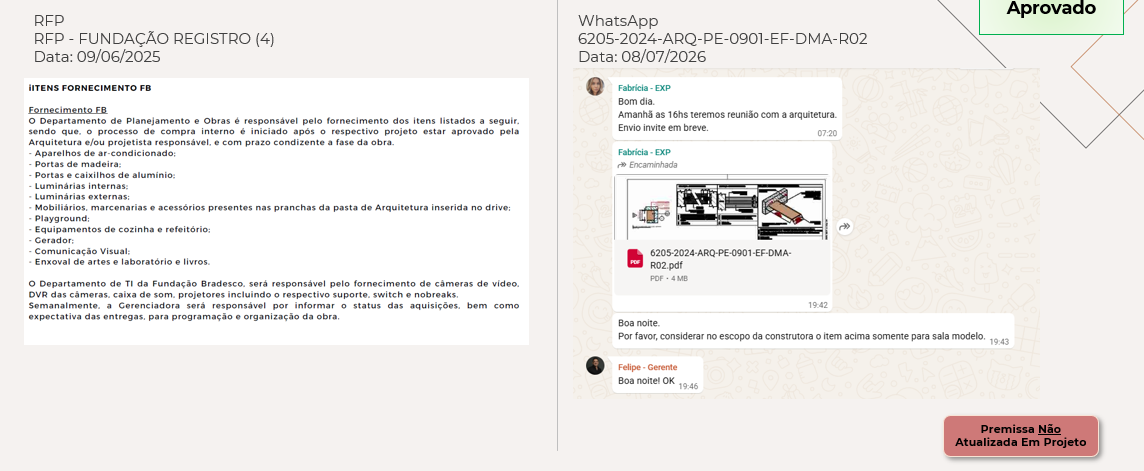 RFP
RFP - FUNDAÇÃO REGISTRO (4)
Data: 09/06/2025
iITENS FORNECIMENTO FB
Fornecimento FB
O Departamento de Planejamento e Obras é responsável pelo fornecimento dos itens listados a seguir,
sendo que, o processo de compra interno é iniciado após o respectivo projeto estar aprovado pela
Arquitetura e/ou projetista responsável, e com prazo condizente a fase da obra.
- Aparelhos de ar-condicionado;
- Portas de madeira;
- Portas e caixilhos de alumínio;
- Luminárias internas;
- Luminárias externas;
- Mobiliários, marcenarias e acessórios presentes nas pranchas da pasta de Arquitetura inserida no drive;
- Playground;
- Equipamentos de cozinha e refeitório;
- Gerador;
- Comunicação Visual;
- Enxoval de artes e laboratório e livros.
O Departamento de TI da Fundação Bradesco, será responsável pelo fornecimento de câmeras de vídeo,
DVR das câmeras, caixa de som, projetores incluindo o respectivo suporte, switch e nobreaks.
Semanalmente, a Gerenciadora será responsável por informar o status das aquisições, bem como
expectativa das entregas, para programação e organização da obra.
WhatsApp
6205-2024-ARQ-PE-0901-EF-DMA-R02
Data: 08/07/2026
Aprovado
Fabrícia - EXP
Bom dia.
Amanhã as 16hs teremos reunião com a arquitetura.
Envio invite em breve.
07:20
Fabrícia - EXP
Encaminhada
6205-2024-ARQ-PE-0901-EF-DMA-
R02.pdf
PDF
PDF • 4 MB
19:42
Boa noite.
Por favor, considerar no escopo da construtora o item acima somente para sala modelo.
19:43
Felipe - Gerente
Boa noite! OK
19:46
Premissa Não
Atualizada Em Projeto